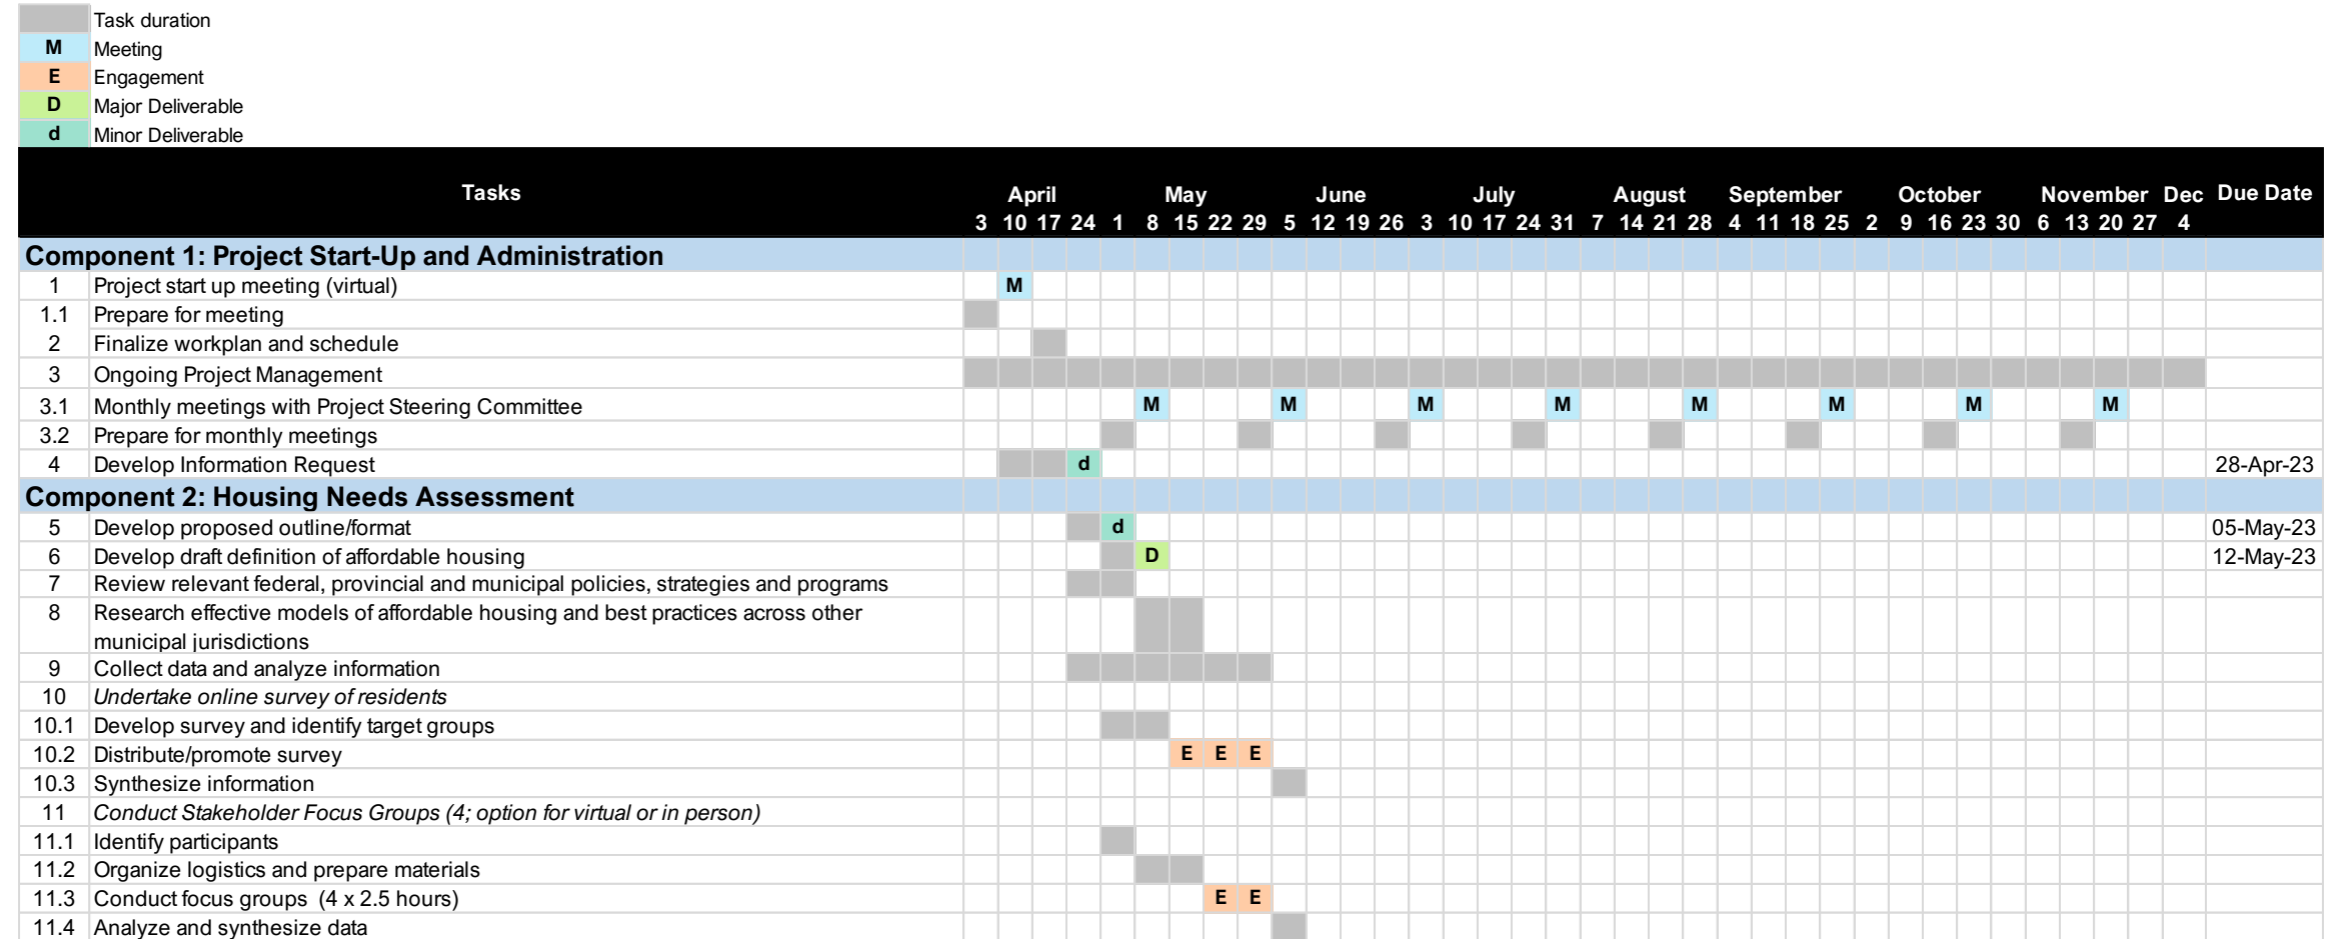 Task duration
M Meeting
E Engagement
D Major Deliverable
d Minor Deliverable
Tasks April May June July August September October November Dec Due Date
3 10 17 24 1 8 15 22 29 5 12 19 26 3 10 17 24 31 7 14 21 28 4 11 18 25 2 9 16 23 30 6 13 20 27 4
Component 1: Project Start-Up and Administration
1 Project start up meeting (virtual) M
1.1 Prepare for meeting
2 Finalize workplan and schedule
3 Ongoing Project Management
3.1 Monthly meetings with Project Steering Committee M M M M M M M M
3.2 Prepare for monthly meetings
4 Develop Information Request d 28-Apr-23
Component 2: Housing Needs Assessment
5 Develop proposed outline/format d 05-May-23
6 Develop draft definition of affordable housing D 12-May-23
7 Review relevant federal, provincial and municipal policies, strategies and programs
8 Research effective models of affordable housing and best practices across other
municipal jurisdictions
9 Collect data and analyze information
10 Undertake online survey of residents
10.1 Develop survey and identify target groups
10.2 Distribute/promote survey E E E
10.3 Synthesize information
11 Conduct Stakeholder Focus Groups (4; option for virtual or in person)
11.1 Identify participants
11.2 Organize logistics and prepare materials
11.3 Conduct focus groups (4 x 2.5 hours) E E
11.4 Analyze and synthesize data